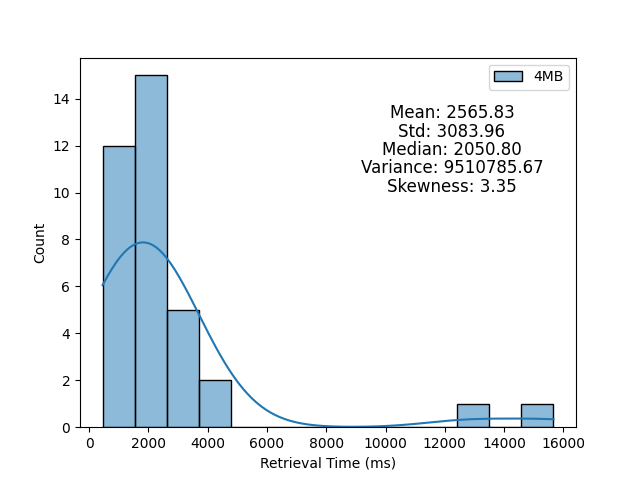 4MB
Mean: 2565.83
Std: 3083.96
Median: 2050.80
Variance: 9510785.67
Skewness: 3.35
14
12
10
8
6
4
2
0
Count
0 2000 4000 6000 8000 10000 12000 14000 16000
Retrieval Time (ms)